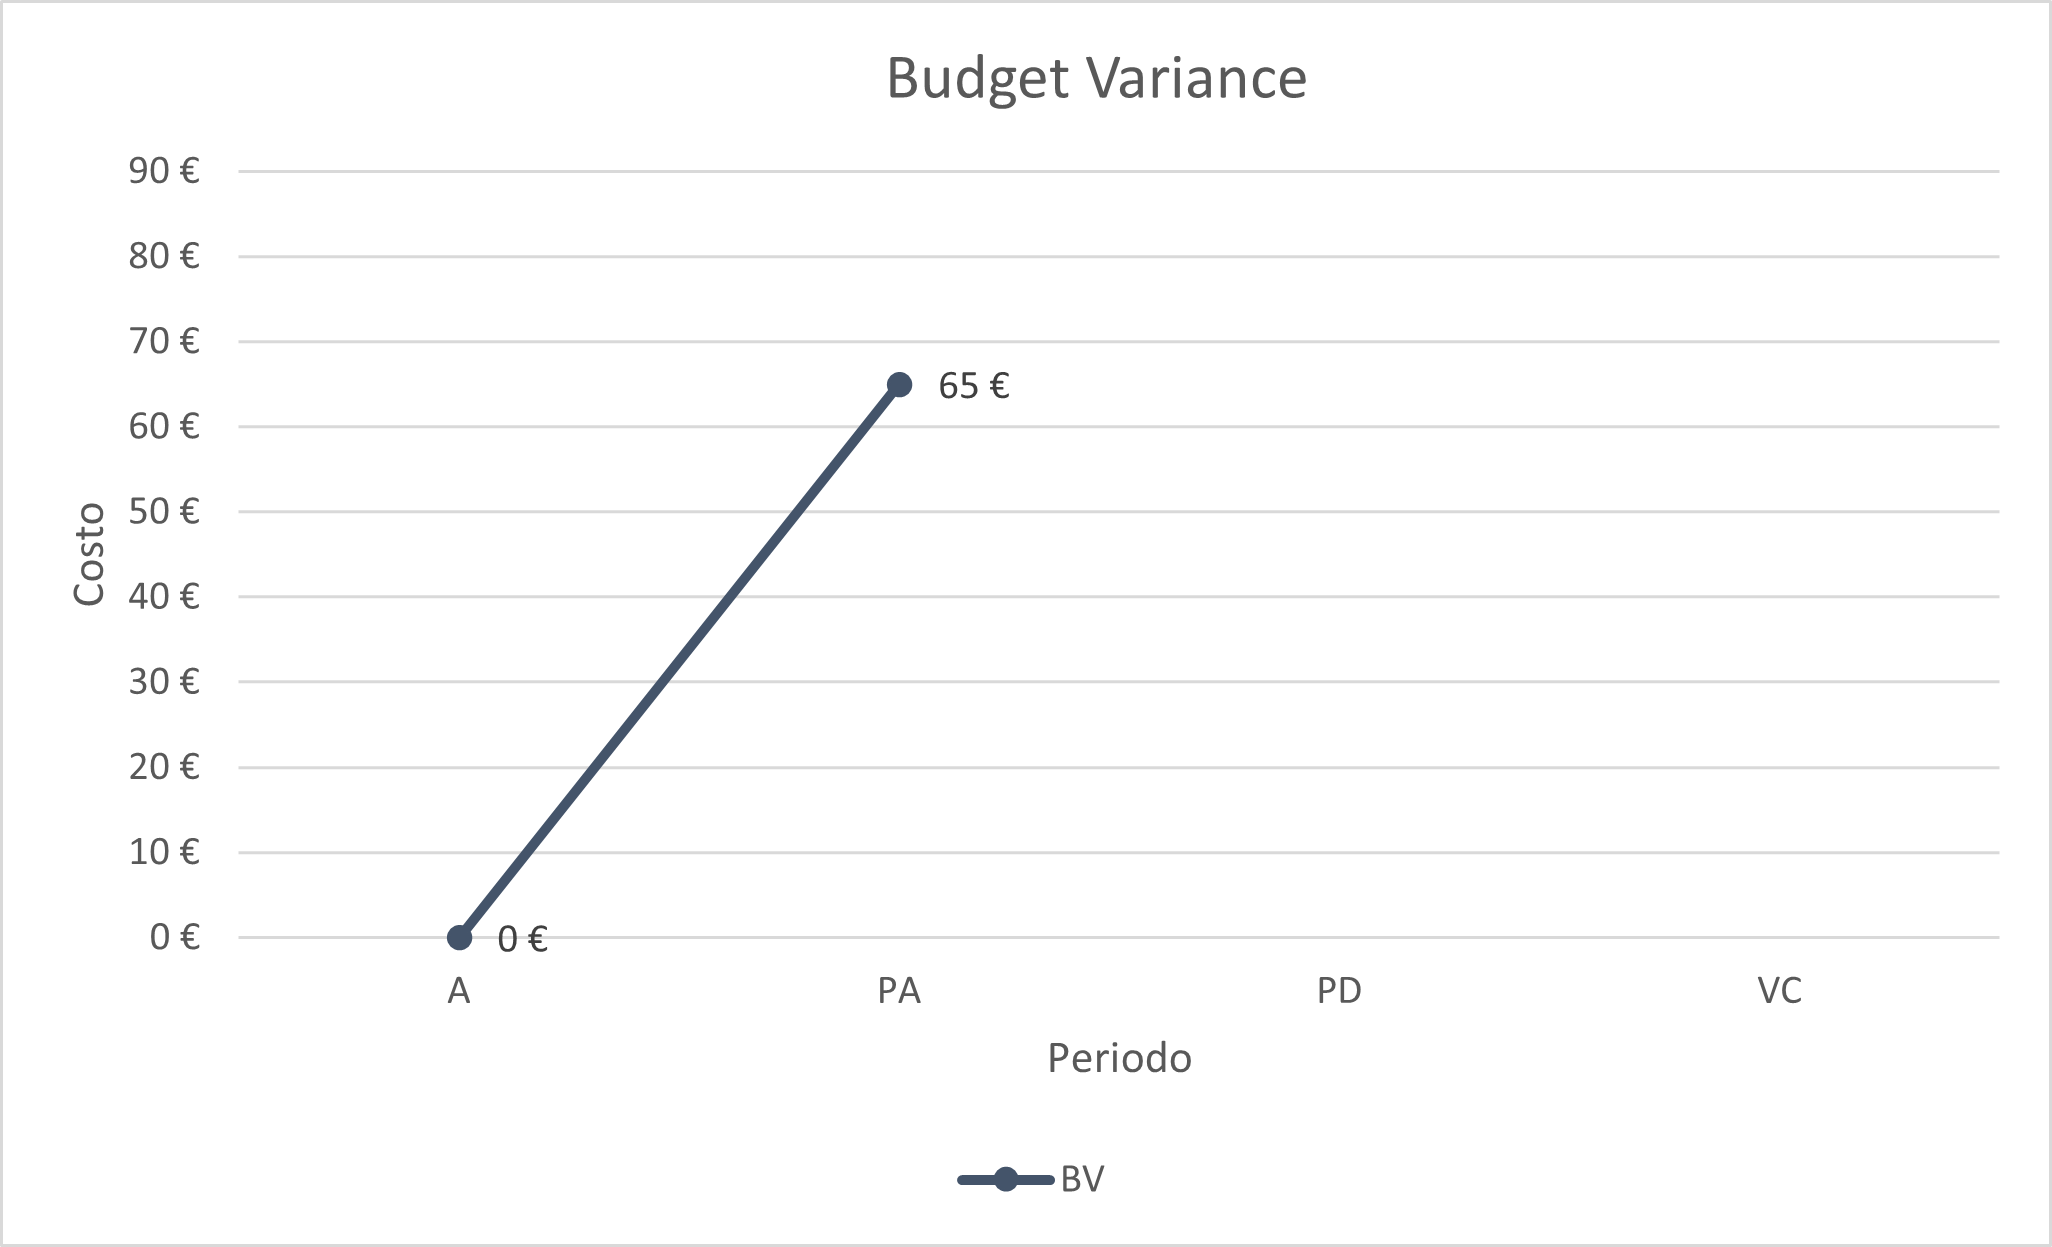 Budget Variance
90 €
80 €
70 €
65 €
60 €
50 €
Costo
40 €
30 €
20 €
10 €
0 €
0 €
A PA PD VC
Periodo
BV